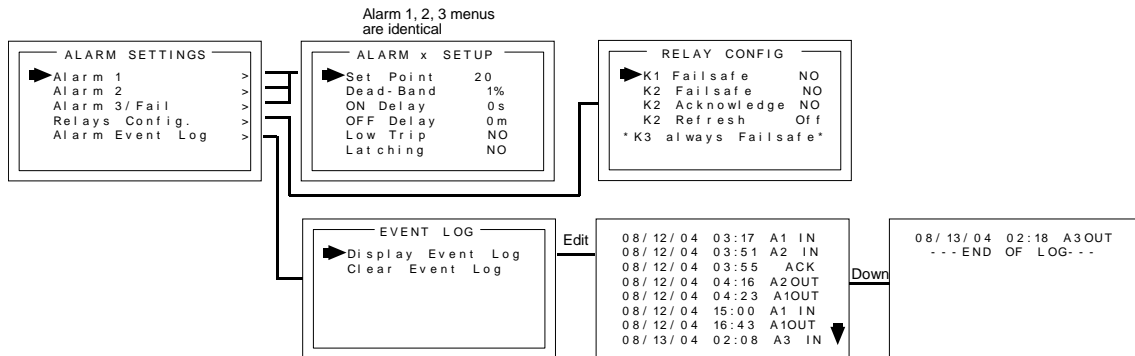 Alarm 1, 2, 3 menus
are identical
ALARM SETTINGS
Alarm 1 >
Alarm 2 >
Alarm 3/Fail >
Relays Config. >
Alarm Event Log >
ALARM x SETUP
Set Point 20
Dead-Band 1%
ON Delay 0s
OFF Delay 0m
Low Trip NO
Latching NO
RELAY CONFIG
K1 Failsafe NO
K2 Failsafe NO
K2 Acknowledge NO
K2 Refresh Off
*K3 always Failsafe*
EVENT LOG
Display Event Log
Clear Event Log
Edit
08/12/04 03:17 A1 IN
08/12/04 03:51 A2 IN
08/12/04 03:55 ACK
08/12/04 04:16 A2OUT
08/12/04 04:23 A1OUT
08/12/04 15:00 A1 IN
08/12/04 16:43 A1OUT
08/13/04 02:08 A3 IN
Down
08/13/04 02:18 A3OUT
---END OF LOG---